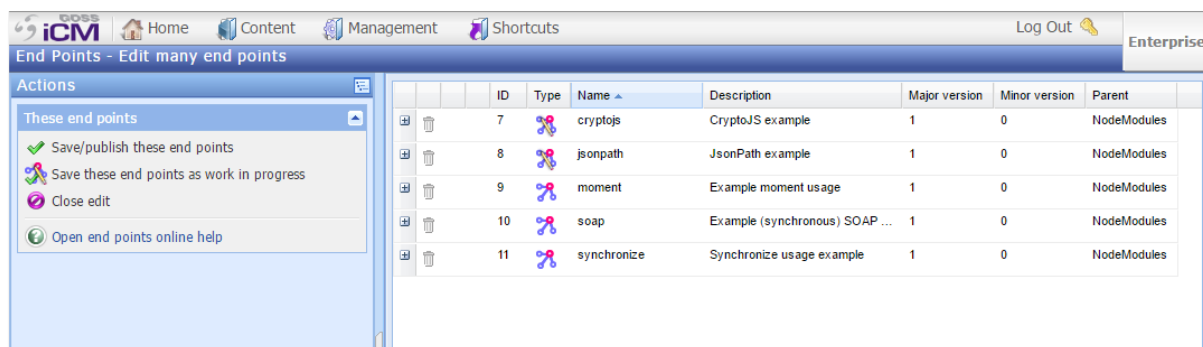 GOSS
iCM Home Content Management Shortcuts Log Out Enterprise
End Points - Edit many end points
Actions
These end points
Save/publish these end points
Save these end points as work in progress
Close edit
Open end points online help
ID Type Name Description Major version Minor version Parent
7 cryptojs CryptoJS example 1 0 NodeModules
8 jsonpath JsonPath example 1 0 NodeModules
9 moment Example moment usage 1 0 NodeModules
10 soap Example (synchronous) SOAP ... 1 0 NodeModules
11 synchronize Synchronize usage example 1 0 NodeModules